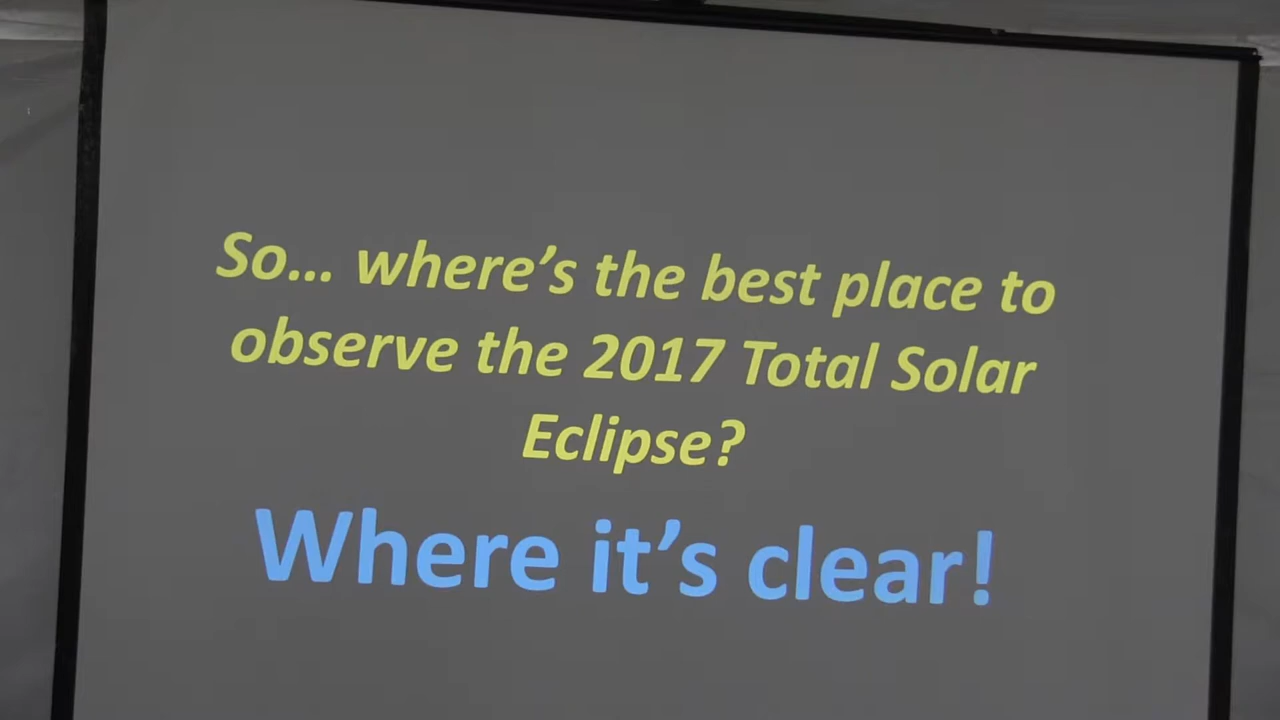 So... where's the best place to
observe the 2017 Total Solar
Eclipse?
Where it's clear!